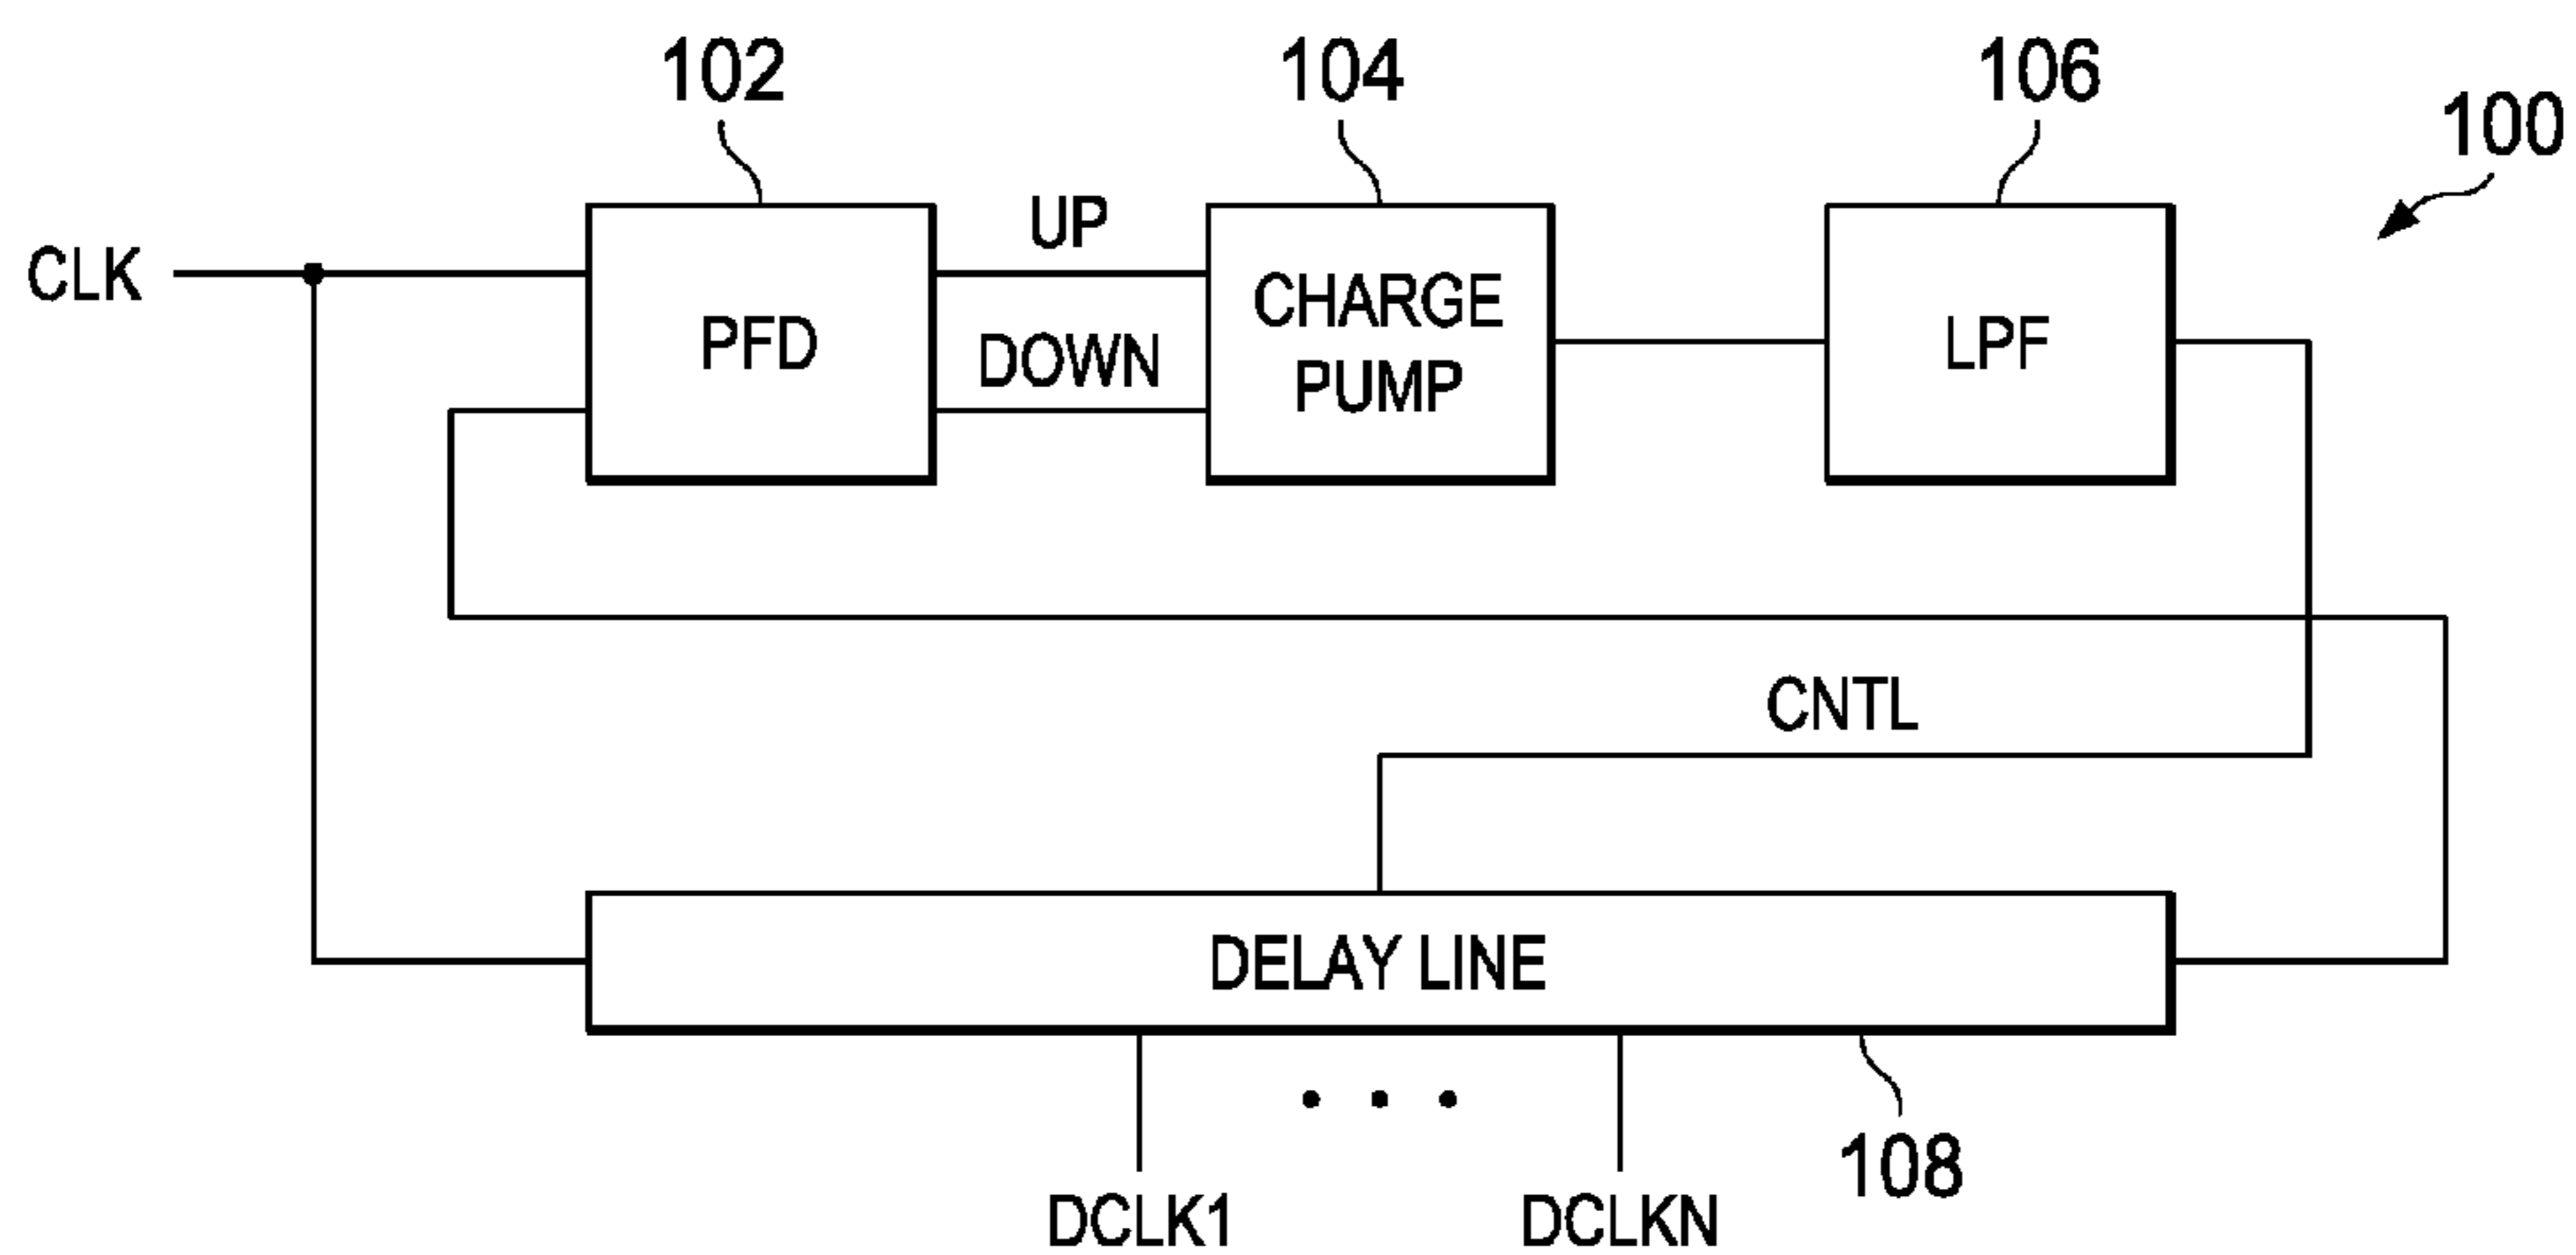 102
104
106
100
CLK
PFD
UP
DOWN
CHARGE
PUMP
LPF
CNTL
DELAY LINE
108
DCLK1
DCLKN